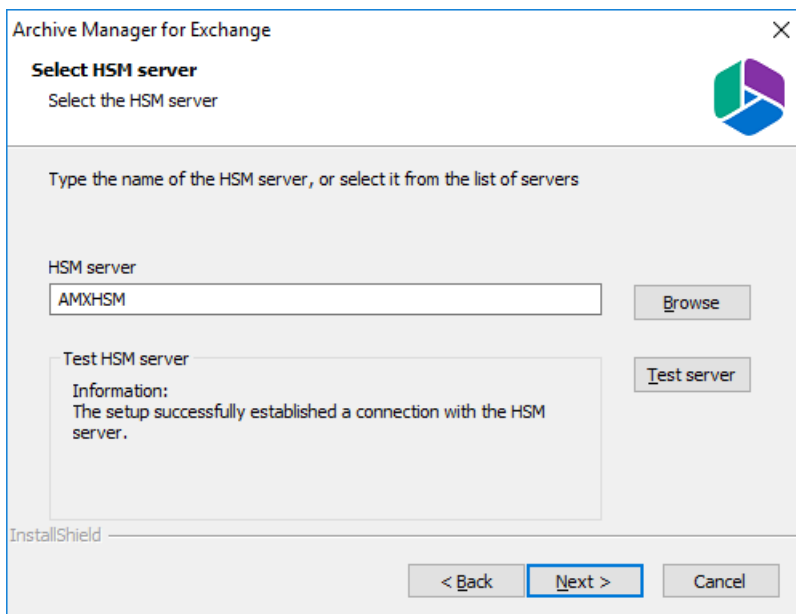 Archive Manager for Exchange
Select HSM server
Select the HSM server
Type the name of the HSM server, or select it from the list of servers
HSM server
AMXHSM
Browse
Test HSM server
Test server
Information:
The setup successfully established a connection with the HSM
server.
InstallShield
< Back
Next >
Cancel